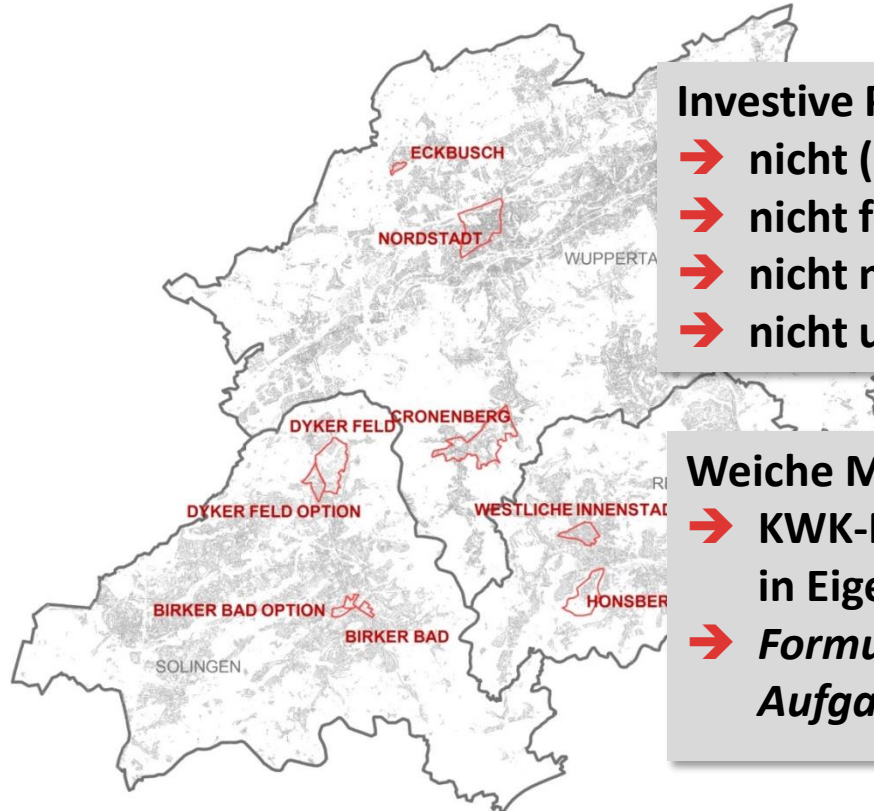 ECKBUSCH
NORDSTADT
WUPPERTA
CRONENBERG
DYKER FELD
DYKER FELD OPTION
WESTLICHE INNENSTAD
HONSBER
BIRKER BAD OPTION
BIRKER BAD
SOLINGEN
RE
Investive P
➔ nicht (
➔ nicht f
➔ nicht n
➔ nicht u
Weiche M
➔ KWK-
in Eige
➔ Formu
Aufga